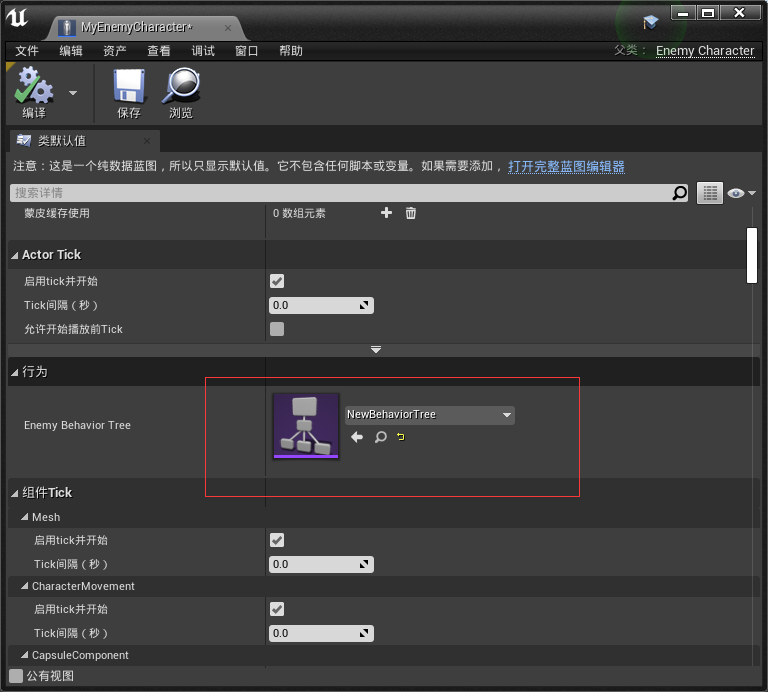 MyEnemyCharacter*
文件 编辑 资产 查看 调试 窗口 帮助 父类： Enemy Character
编译 保存 浏览
类默认值
注意：这是一个纯数据蓝图，所以只显示默认值。它不包含任何脚本或变量。如果需要添加， 打开完整蓝图编辑器
搜索详情
蒙皮缓存使用 0 数组元素
Actor Tick
启用tick并开始
Tick间隔（秒） 0.0
允许开始播放前Tick
行为
Enemy Behavior Tree NewBehaviorTree
组件Tick
Mesh
启用tick并开始
Tick间隔（秒） 0.0
CharacterMovement
启用tick并开始
Tick间隔（秒） 0.0
CapsuleComponent
公有视图